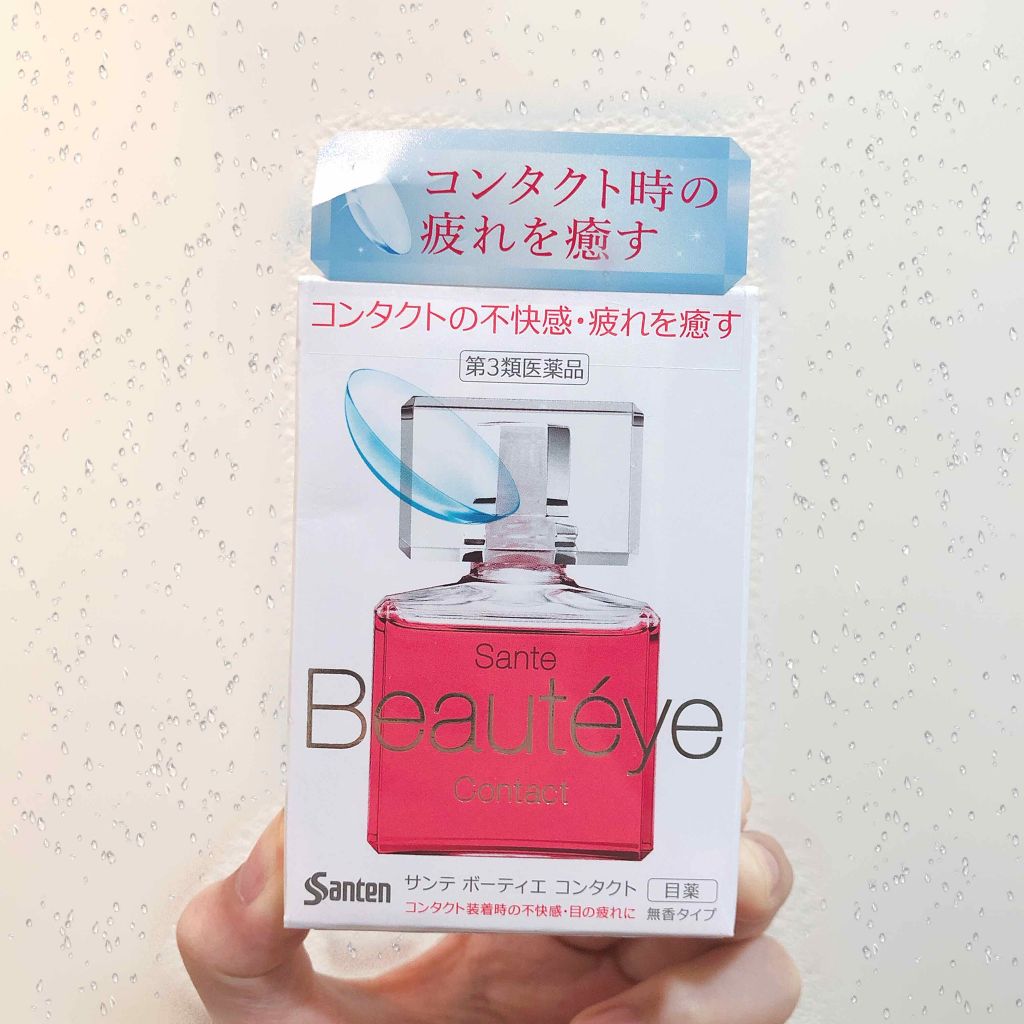 コンタクト時の
疲れを癒す
コンタクトの不快感・疲れを癒す
第3類医薬品
Sante
Beautéye
Contact
Santen サンテ ボーティエ コンタクト 目薬
コンタクト装着時の不快感・目の疲れに 無香タイプ